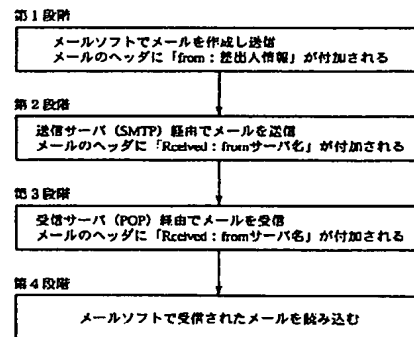 第1段階
メールソフトでメールを作成し送信
メールのヘッダに「from：差出人情報」が付加される
第2段階
送信サーバ（SMTP）経由でメールを送信
メールのヘッダに「Rceived：fromサーバ名」が付加される
第3段階
受信サーバ（POP）経由でメールを受信
メールのヘッダに「Rceived：fromサーバ名」が付加される
第4段階
メールソフトで受信されたメールを読み込む